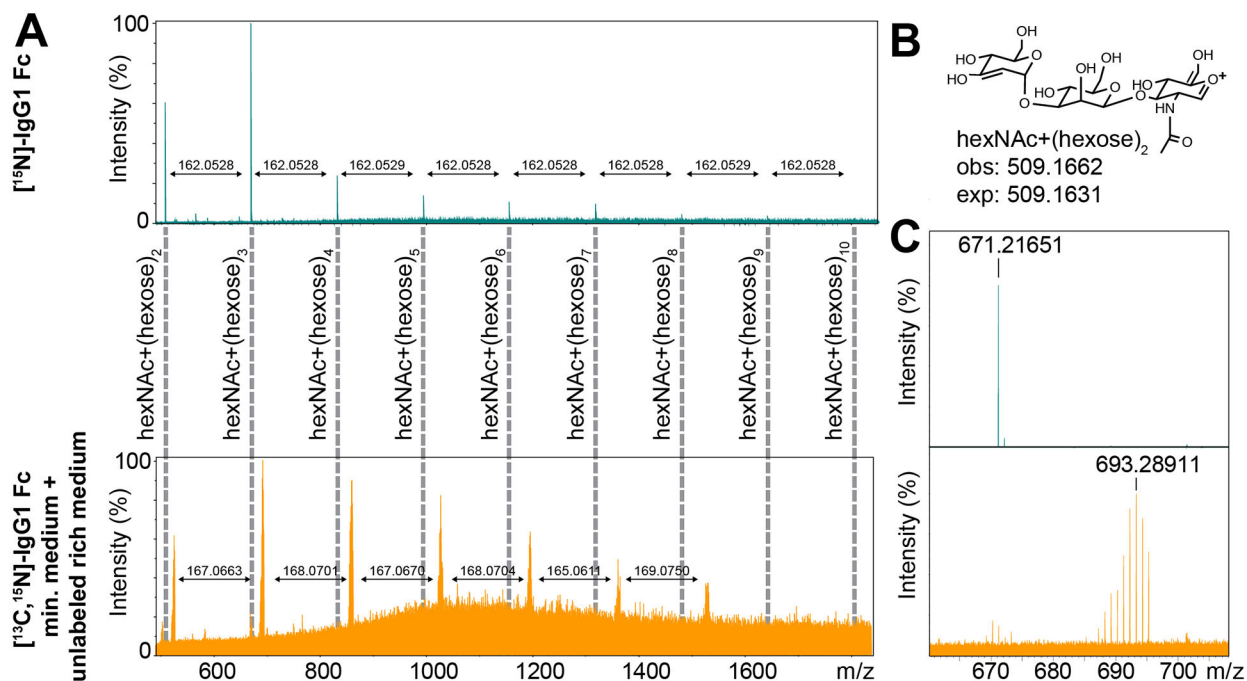 A
[¹⁵N]-IgG1 Fc
Intensity (%)
100
0
162.0528
162.0528
162.0529
162.0528
162.0528
162.0528
162.0529
162.0528
600
800
1000
1200
1400
1600
hexNAc+(hexose)₂
hexNAc+(hexose)₃
hexNAc+(hexose)₄
hexNAc+(hexose)₅
hexNAc+(hexose)₆
hexNAc+(hexose)₇
hexNAc+(hexose)₈
hexNAc+(hexose)₉
hexNAc+(hexose)₁₀
[¹³C,¹⁵N]-IgG1 Fc
min. medium +
unlabeled rich medium
Intensity (%)
100
0
167.0663
168.0701
167.0670
168.0704
165.0611
169.0750
m/z
B
OH
HO
O
HO
O
OH
OH
HO
O
O
OH
HO
O⁺
HN
O
hexNAc+(hexose)₂
obs: 509.1662
exp: 509.1631
C
671.21651
Intensity (%)
693.28911
Intensity (%)
670
680
690
700
m/z